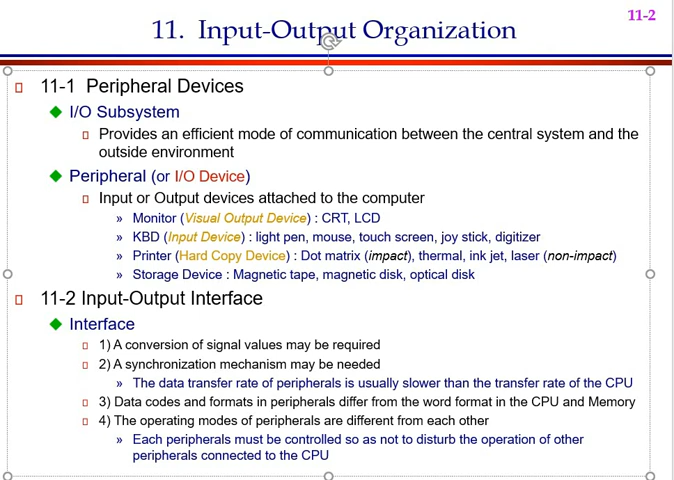 11-2
11. Input-Output Organization
11-1 Peripheral Devices
I/O Subsystem
Provides an efficient mode of communication between the central system and the
outside environment
Peripheral (or I/O Device)
Input or Output devices attached to the computer
» Monitor (Visual Output Device) : CRT, LCD
» KBD (Input Device) : light pen, mouse, touch screen, joy stick, digitizer
» Printer (Hard Copy Device) : Dot matrix (impact), thermal, ink jet, laser (non-impact)
» Storage Device : Magnetic tape, magnetic disk, optical disk
11-2 Input-Output Interface
Interface
1) A conversion of signal values may be required
2) A synchronization mechanism may be needed
» The data transfer rate of peripherals is usually slower than the transfer rate of the CPU
3) Data codes and formats in peripherals differ from the word format in the CPU and Memory
4) The operating modes of peripherals are different from each other
» Each peripherals must be controlled so as not to disturb the operation of other
peripherals connected to the CPU